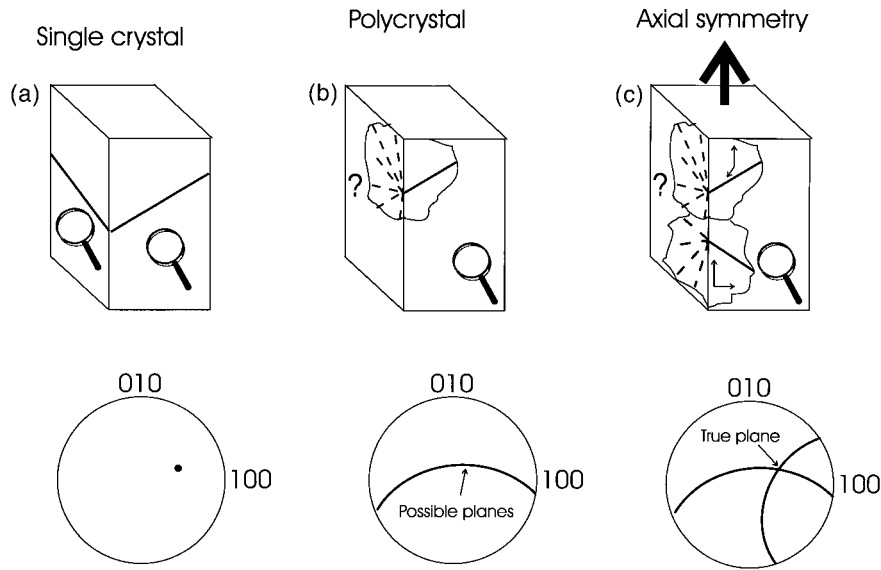 Single crystal
Polycrystal
Axial symmetry
(a)
(b)
(c)
?
?
010
100
010
100
Possible planes
010
100
True plane